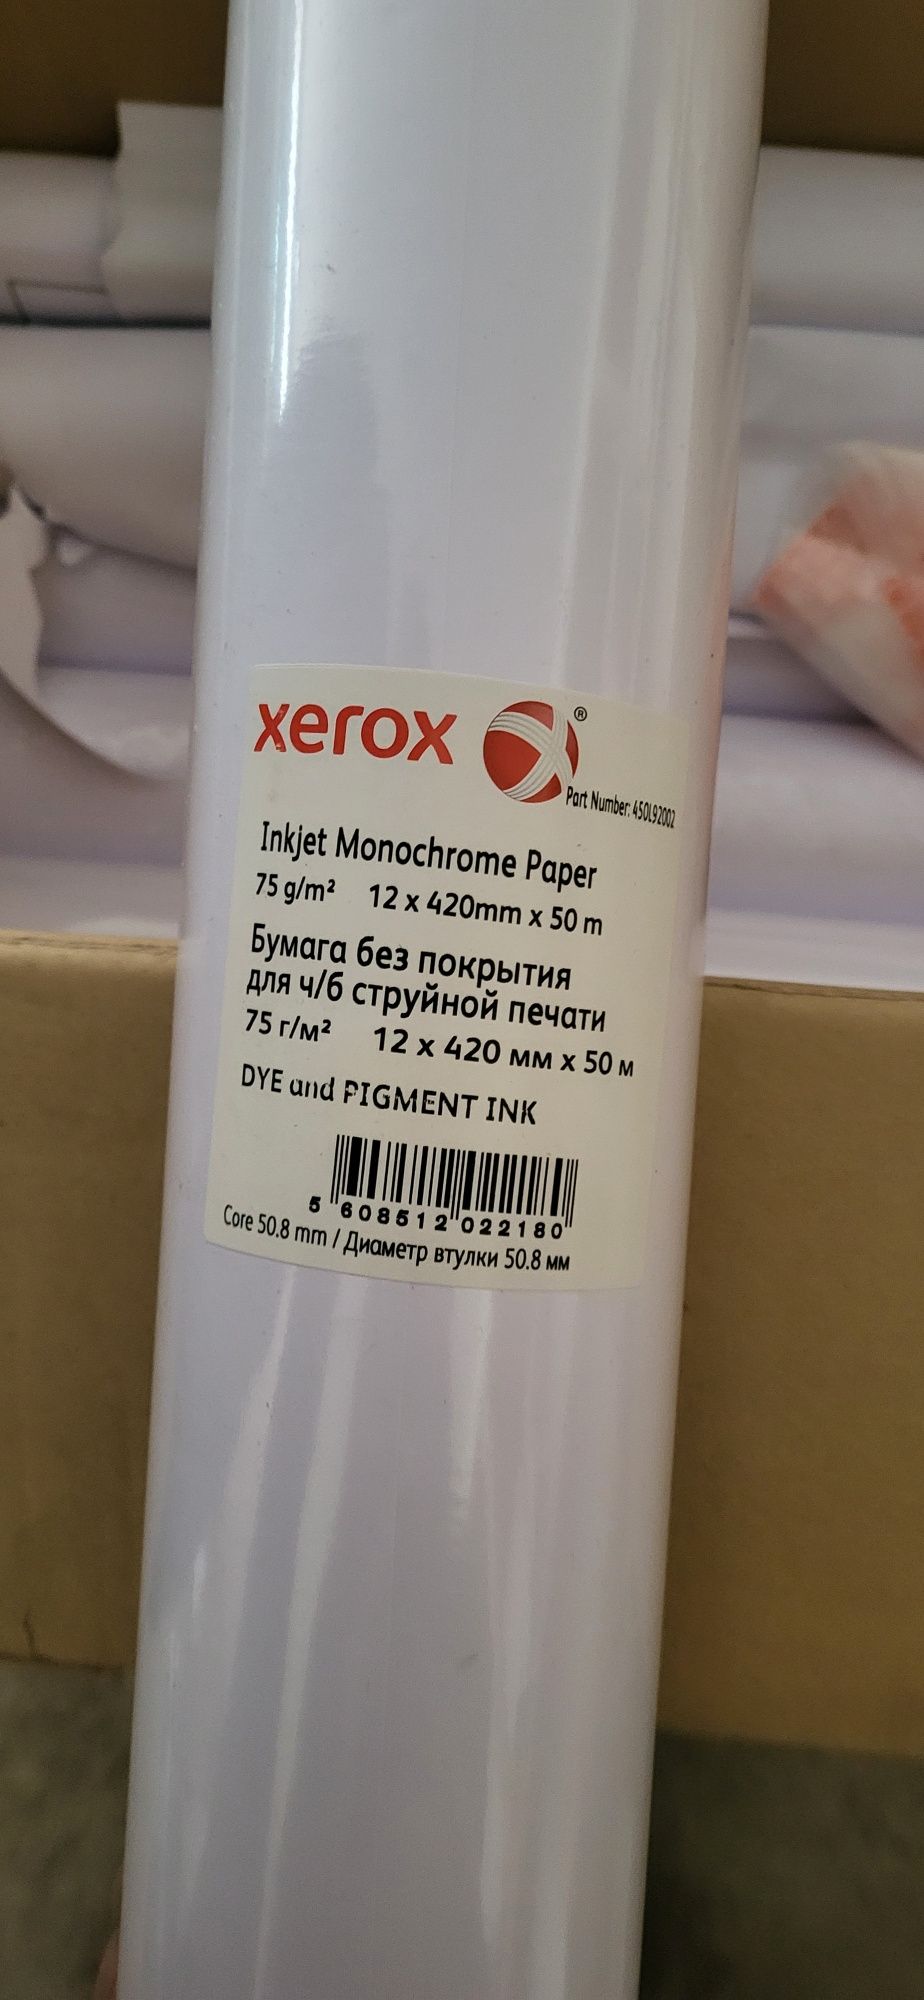 xerox ®
Part Number: 450L92002
Inkjet Monochrome Paper
75 g/m² 12 x 420mm x 50 m
Бумага без покрытия
для ч/б струйной печати
75 г/м² 12 x 420 мм x 50 м
DYE and PIGMENT INK
5 608512 022180
Core 50.8 mm / Диаметр втулки 50.8 мм